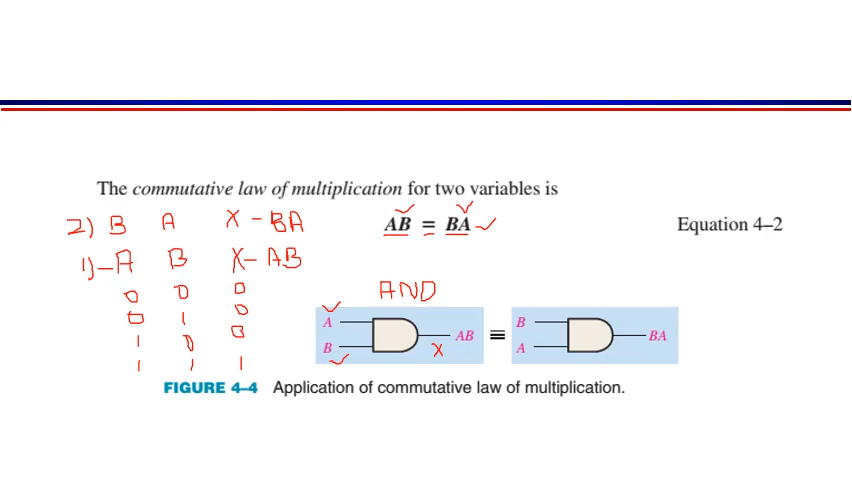 The commutative law of multiplication for two variables is
2) B A X - BA
AB = BA Equation 4–2
1) - A B X - AB
0 0 0
0 1 0
1 0 0
1 1 1
AND
A B AB X ≡ B A BA
FIGURE 4–4 Application of commutative law of multiplication.